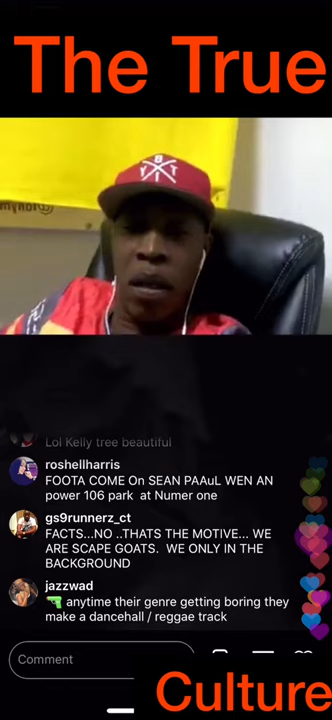 The True
Lol Kelly tree beautiful
roshellharris
FOOTA COME On SEAN PAAuL WEN AN
power 106 park  at Numer one
gs9runnerz_ct
FACTS...NO ..THATS THE MOTIVE... WE
ARE SCAPE GOATS.  WE ONLY IN THE
BACKGROUND
jazzwad
🔫 anytime their genre getting boring they
make a dancehall / reggae track
Comment
Culture